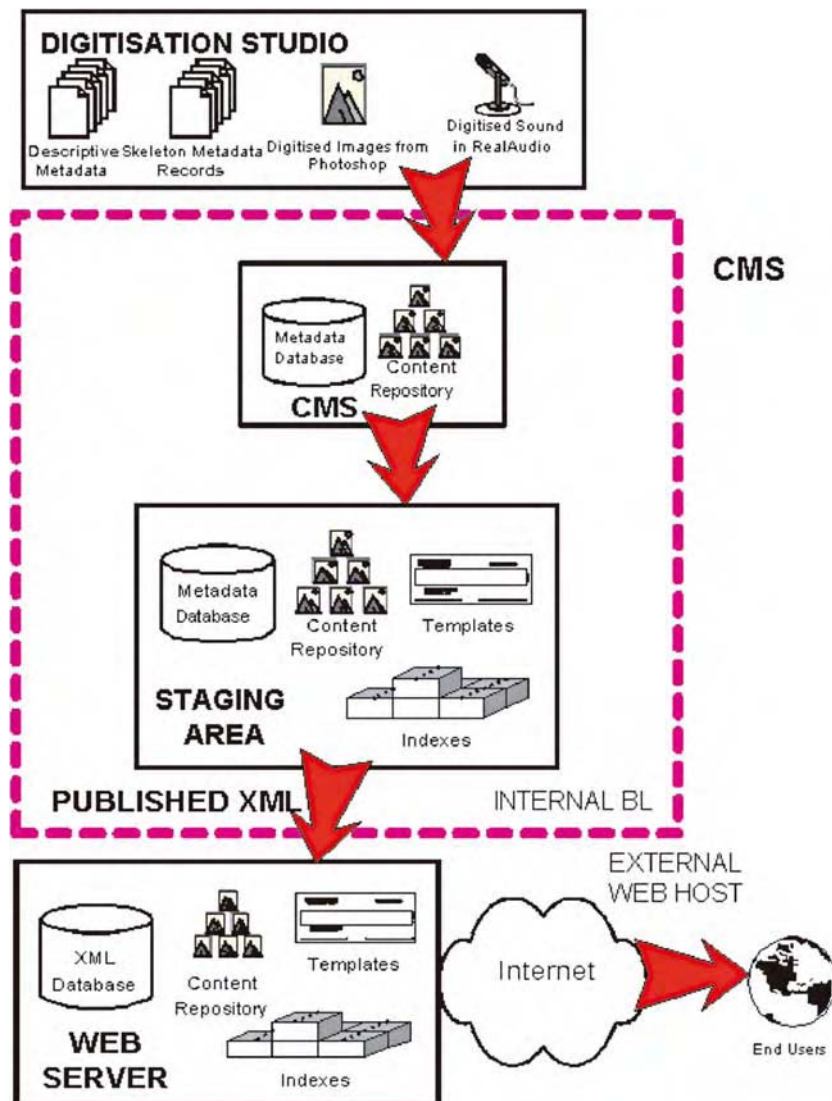 DIGITISATION STUDIO
Descriptive
Metadata
Skeleton Metadata
Records
Digitised Images from
Photoshop
Digitised Sound
in RealAudio
CMS
Metadata
Database
Content
Repository
CMS
Metadata
Database
Content
Repository
Templates
STAGING
AREA
Indexes
PUBLISHED XML
INTERNAL BL
EXTERNAL
WEB HOST
XML
Database
Content
Repository
Templates
Internet
WEB
SERVER
Indexes
End Users